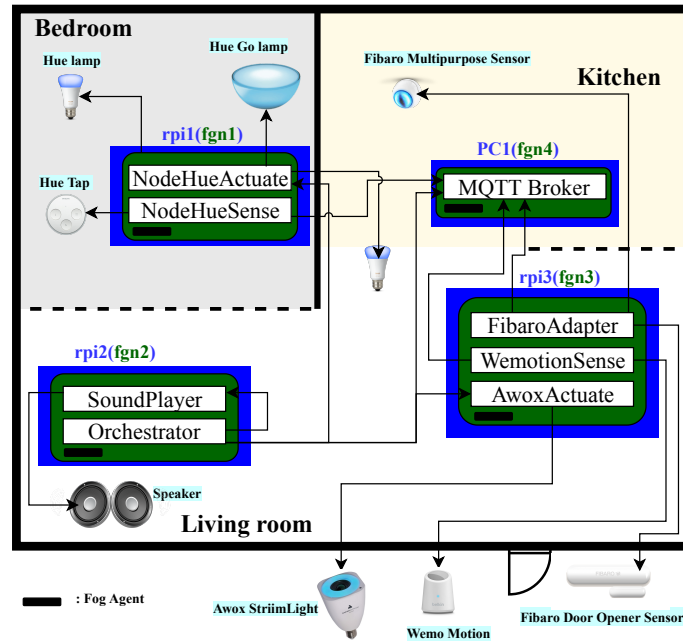 Bedroom
Hue lamp
Hue Go lamp
Fibaro Multipurpose Sensor
Kitchen
rpi1(fgn1)
NodeHueActuate
NodeHueSense
Hue Tap
PC1(fgn4)
MQTT Broker
rpi3(fgn3)
FibaroAdapter
WemotionSense
AwoxActuate
rpi2(fgn2)
SoundPlayer
Orchestrator
Speaker
Living room
: Fog Agent
Awox StriimLight
Wemo Motion
Fibaro Door Opener Sensor